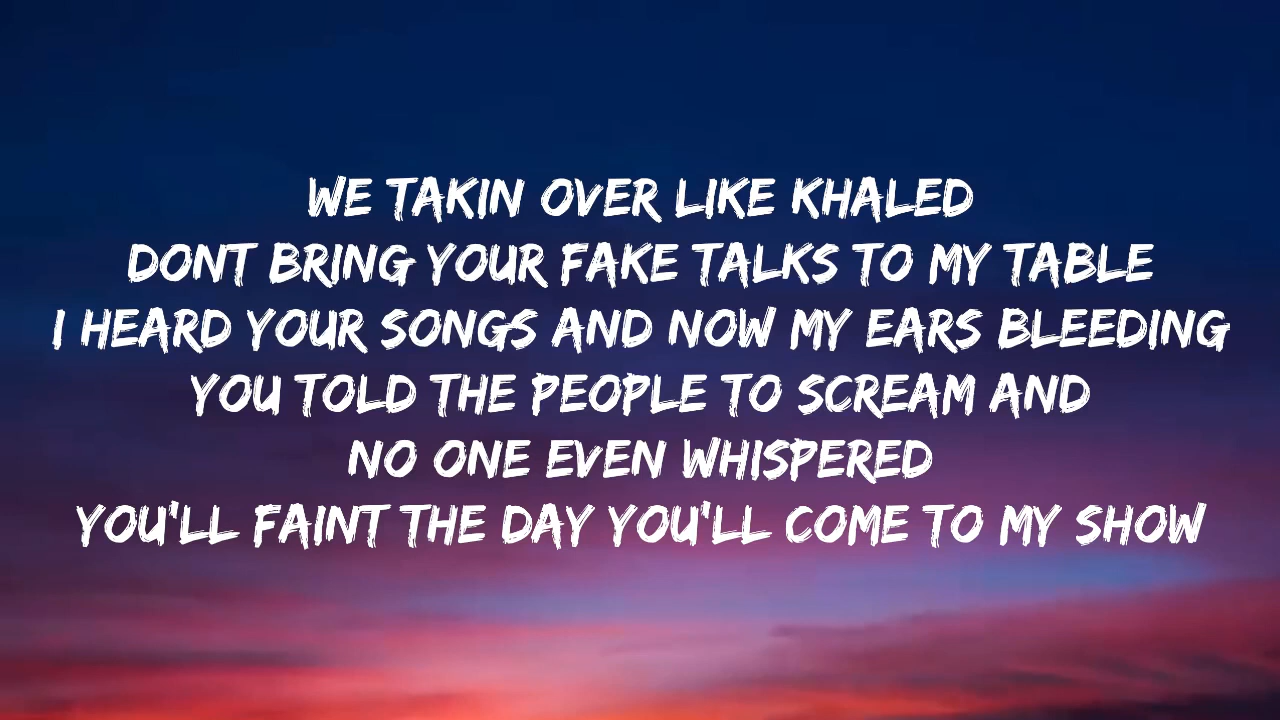 WE TAKIN OVER LIKE KHALED
DONT BRING YOUR FAKE TALKS TO MY TABLE
I HEARD YOUR SONGS AND NOW MY EARS BLEEDING
YOU TOLD THE PEOPLE TO SCREAM AND
NO ONE EVEN WHISPERED
YOU'LL FAINT THE DAY YOU'LL COME TO MY SHOW